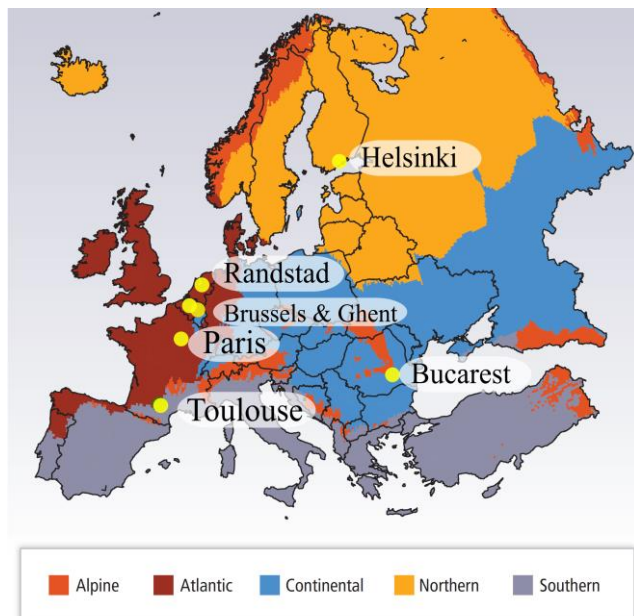 Helsinki
Randstad
Brussels & Ghent
Paris
Bucarest
Toulouse
Alpine Atlantic Continental Northern Southern